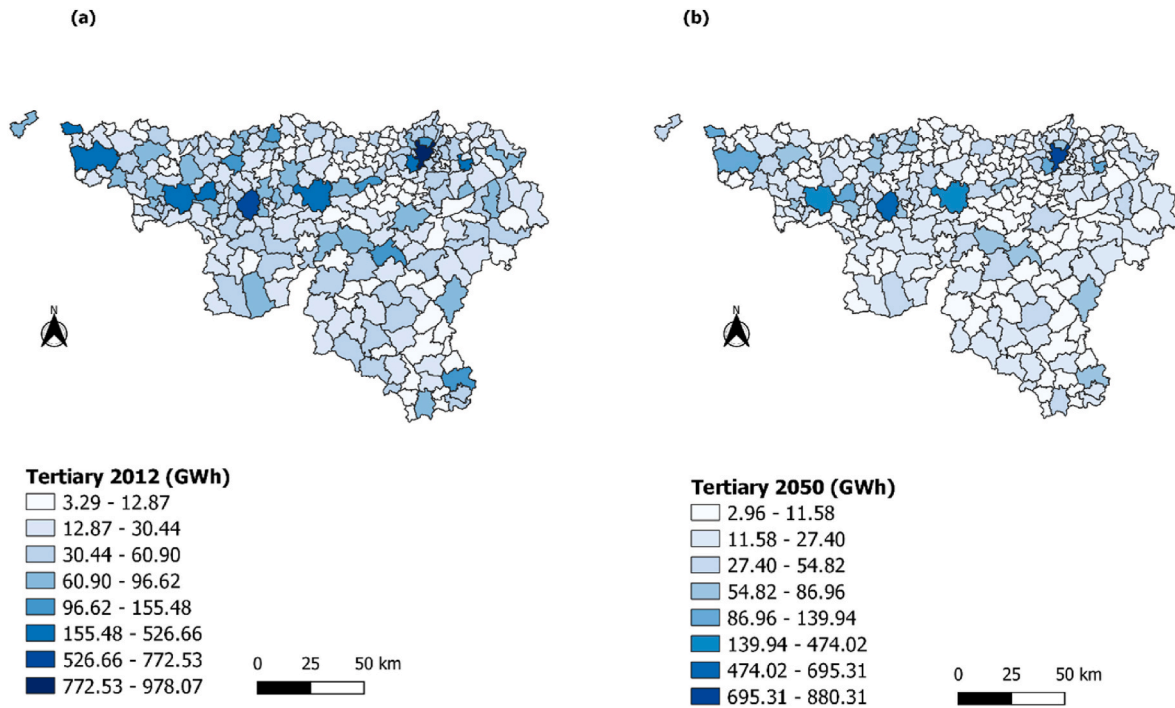 (a)
(b)
N
N
Tertiary 2012 (GWh)
3.29 - 12.87
12.87 - 30.44
30.44 - 60.90
60.90 - 96.62
96.62 - 155.48
155.48 - 526.66
526.66 - 772.53
772.53 - 978.07
0 25 50 km
Tertiary 2050 (GWh)
2.96 - 11.58
11.58 - 27.40
27.40 - 54.82
54.82 - 86.96
86.96 - 139.94
139.94 - 474.02
474.02 - 695.31
695.31 - 880.31
0 25 50 km